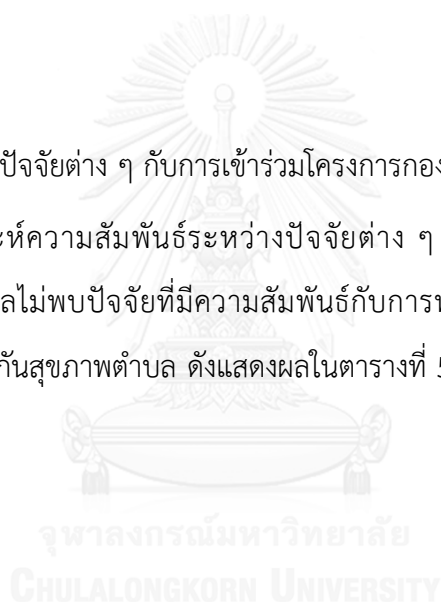 ปัจจัยต่าง ๆ กับการเข้าร่วมโครงการกอง
ะห์ความสัมพันธ์ระหว่างปัจจัยต่าง ๆ
ลไม่พบปัจจัยที่มีความสัมพันธ์กับการ
กันสุขภาพตำบล ดังแสดงผลในตารางที่
จุฬาลงกรณ์มหาวิทยาลัย
CHULALONGKORN UNIVERSITY